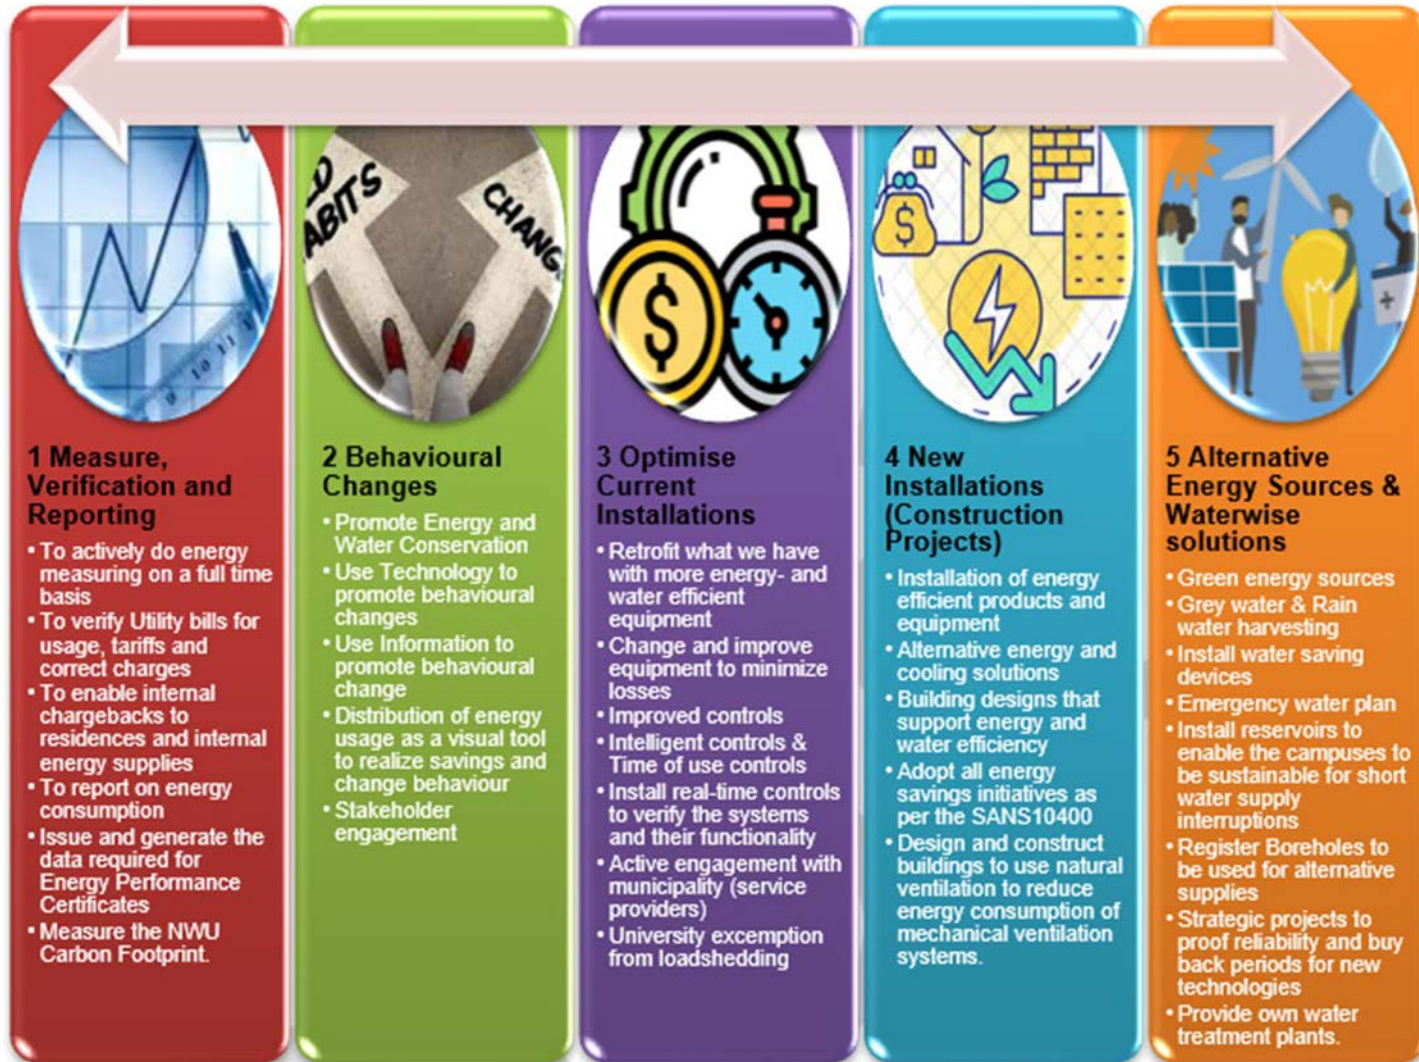 OLD
HABITS
CHANGE
$
$
9 10 11
1 Measure,
Verification and
Reporting
• To actively do energy
measuring on a full time
basis
• To verify Utility bills for
usage, tariffs and
correct charges
• To enable internal
chargebacks to
residences and internal
energy supplies
• To report on energy
consumption
• Issue and generate the
data required for
Energy Performance
Certificates
• Measure the NWU
Carbon Footprint.
2 Behavioural
Changes
• Promote Energy and
Water Conservation
• Use Technology to
promote behavioural
changes
• Use Information to
promote behavioural
change
• Distribution of energy
usage as a visual tool
to realize savings and
change behaviour
• Stakeholder
engagement
3 Optimise
Current
Installations
• Retrofit what we have
with more energy- and
water efficient
equipment
• Change and improve
equipment to minimize
losses
• Improved controls
• Intelligent controls &
Time of use controls
• Install real-time controls
to verify the systems
and their functionality
• Active engagement with
municipality (service
providers)
• University excemption
from loadshedding
4 New
Installations
(Construction
Projects)
• Installation of energy
efficient products and
equipment
• Alternative energy and
cooling solutions
• Building designs that
support energy and
water efficiency
• Adopt all energy
savings initiatives as
per the SANS10400
• Design and construct
buildings to use natural
ventilation to reduce
energy consumption of
mechanical ventilation
systems.
5 Alternative
Energy Sources &
Waterwise
solutions
• Green energy sources
• Grey water & Rain
water harvesting
• Install water saving
devices
• Emergency water plan
• Install reservoirs to
enable the campuses to
be sustainable for short
water supply
interruptions
• Register Boreholes to
be used for alternative
supplies
• Strategic projects to
proof reliability and buy
back periods for new
technologies
• Provide own water
treatment plants.